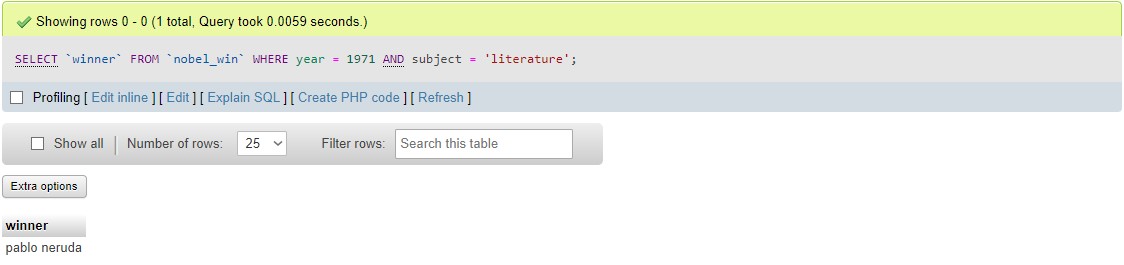 Showing rows 0 - 0 (1 total, Query took 0.0059 seconds.)
SELECT `winner` FROM `nobel_win` WHERE year = 1971 AND subject = 'literature';
Profiling [ Edit inline ] [ Edit ] [ Explain SQL ] [ Create PHP code ] [ Refresh ]
Show all Number of rows: 25 Filter rows: Search this table
Extra options
winner
pablo neruda